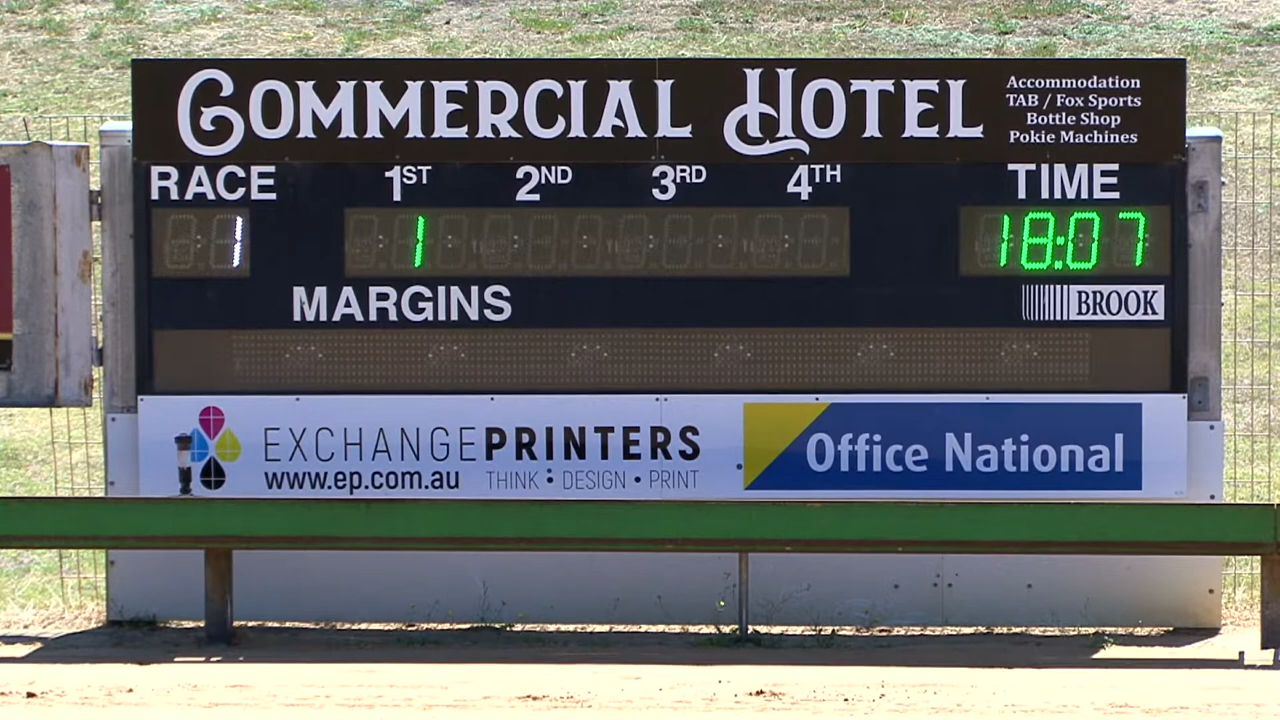 COMMERCIAL HOTEL
Accommodation
TAB / Fox Sports
Bottle Shop
Pokie Machines
RACE 1ST 2ND 3RD 4TH TIME
1 1 18:07
MARGINS
BROOK
EXCHANGEPRINTERS
www.ep.com.au THINK : DESIGN • PRINT
Office National